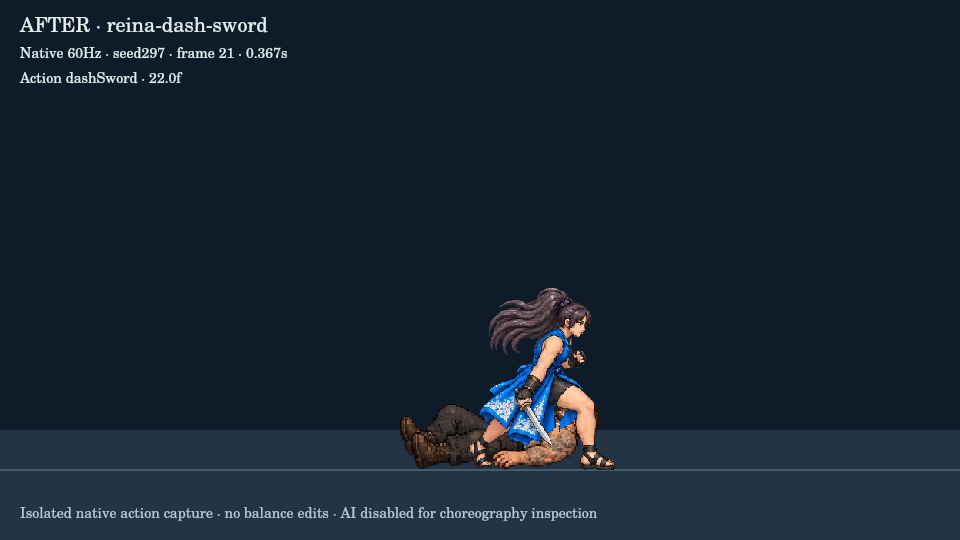 AFTER · reina-dash-sword
Native 60Hz · seed297 · frame 21 · 0.367s
Action dashSword · 22.0f
Isolated native action capture · no balance edits · AI disabled for choreography inspection